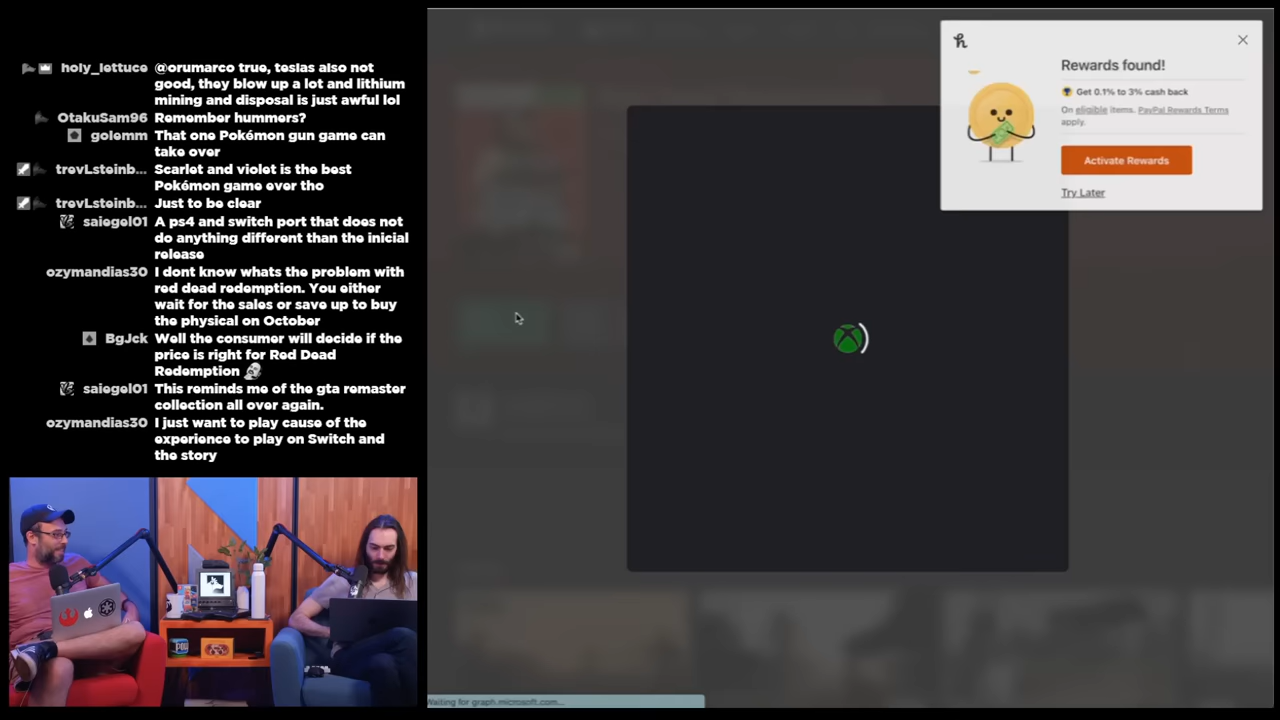 holy_lettuce @orumarco true, teslas also not
good, they blow up a lot and lithium
mining and disposal is just awful lol
OtakuSam96 Remember hummers?
golemm That one Pokémon gun game can
take over
trevLsteinb... Scarlet and violet is the best
Pokémon game ever tho
trevLsteinb... Just to be clear
saiegel01 A ps4 and switch port that does not
do anything different than the inicial
release
ozymandias30 I dont know whats the problem with
red dead redemption. You either
wait for the sales or save up to buy
the physical on October
BgJck Well the consumer will decide if the
price is right for Red Dead
Redemption
saiegel01 This reminds me of the gta remaster
collection all over again.
ozymandias30 I just want to play cause of the
experience to play on Switch and
the story
Rewards found!
Get 0.1% to 3% cash back
On eligible items. PayPal Rewards Terms
apply.
Activate Rewards
Try Later
Waiting for graph.microsoft.com...